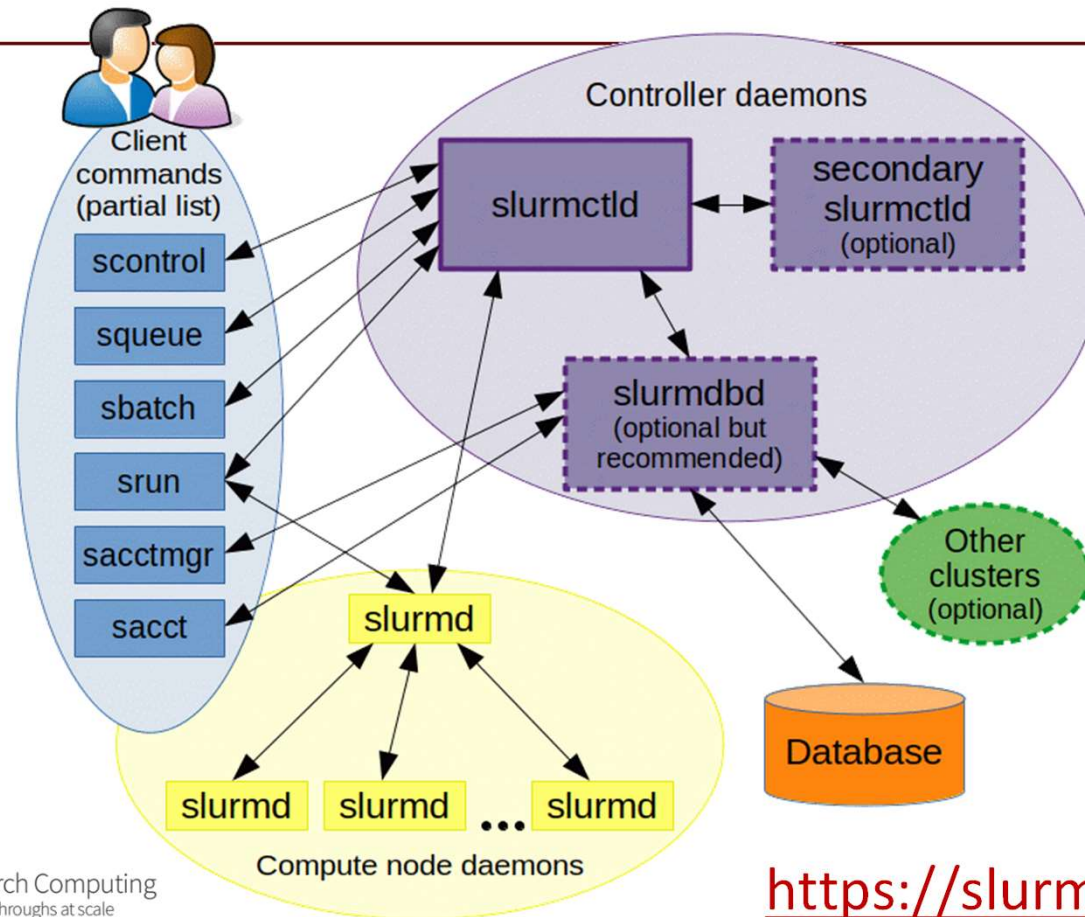 Client
commands
(partial list)
scontrol
squeue
sbatch
srun
sacctmgr
sacct
Controller daemons
slurmctld
secondary
slurmctld
(optional)
slurmdbd
(optional but
recommended)
Other
clusters
(optional)
Database
slurmd
slurmd
slurmd
...
slurmd
Compute node daemons
rch Computing
throughs at scale
https://slurm